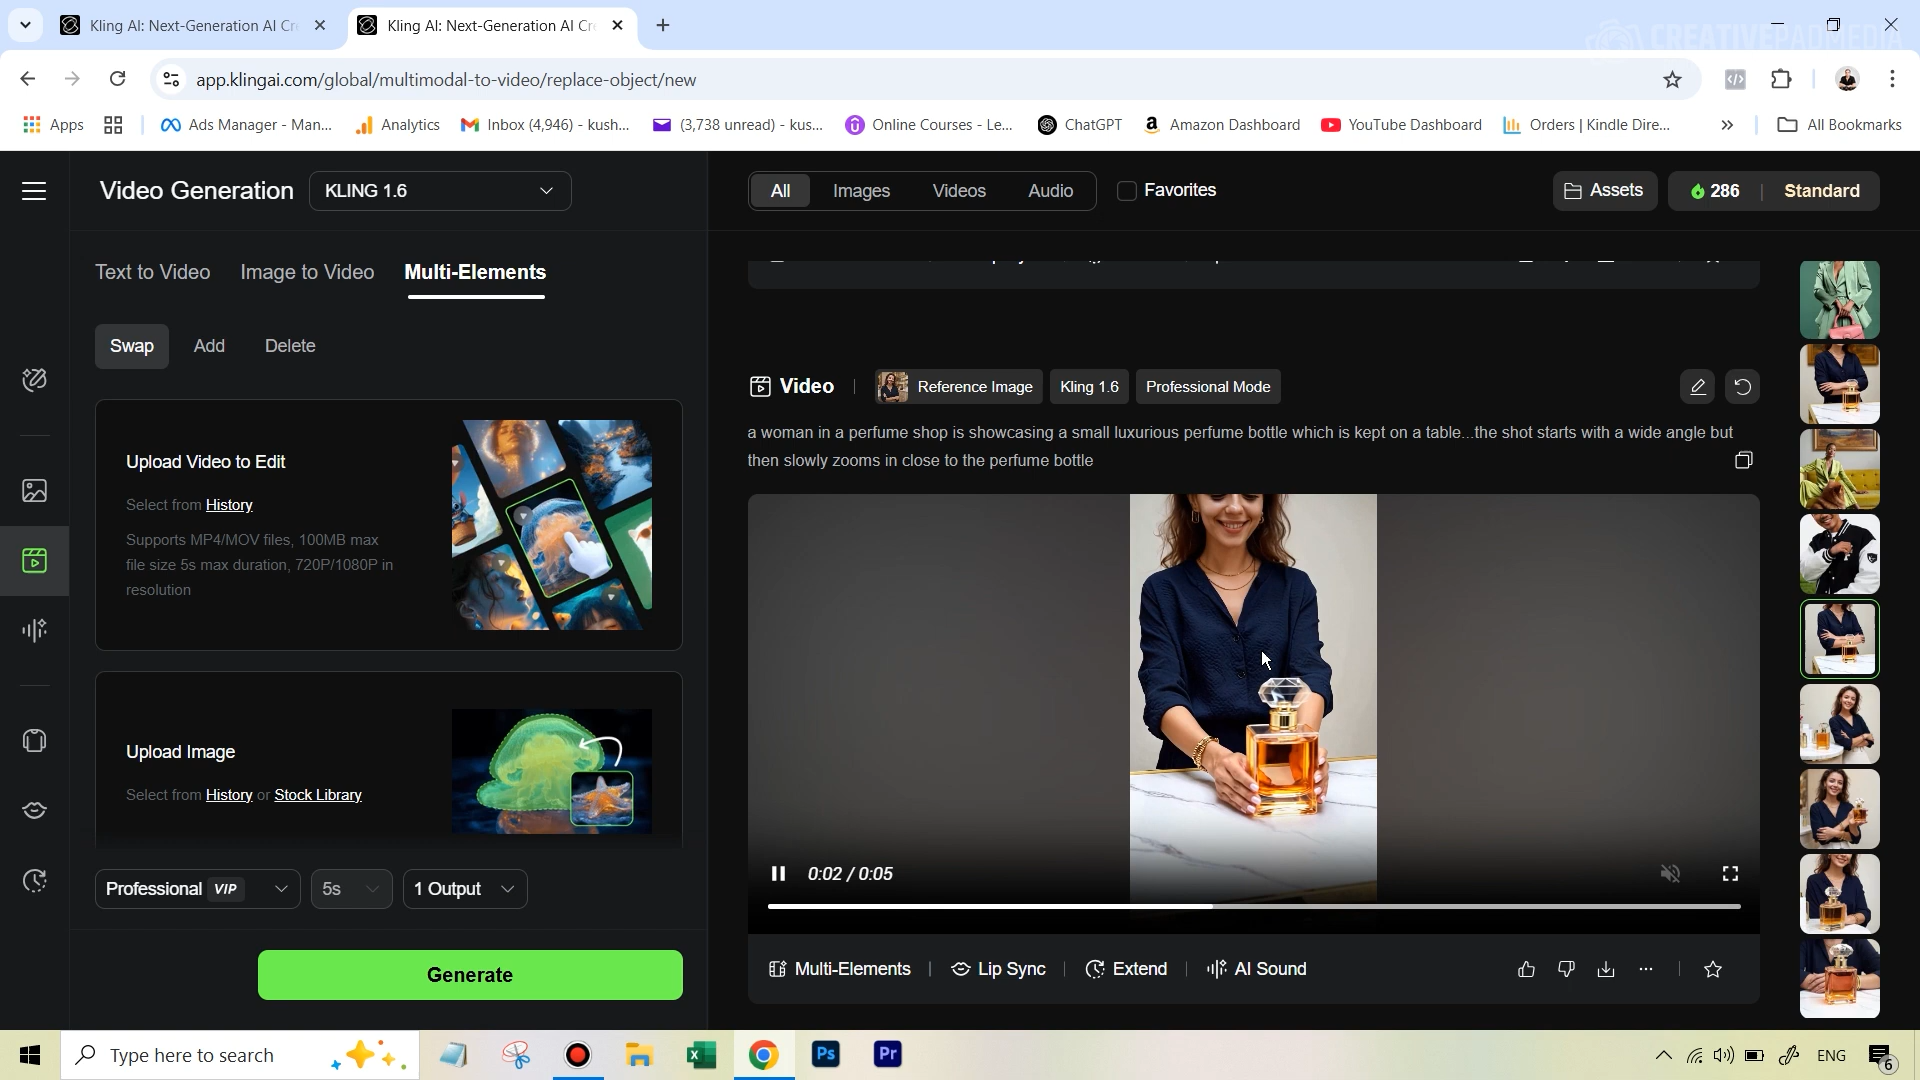 Kling AI: Next-Generation AI Cr
Kling AI: Next-Generation AI Cr
CREATIVEPADMEDIA
app.klingai.com/global/multimodal-to-video/replace-object/new
Apps
Ads Manager - Man...
Analytics
Inbox (4,946) - kush...
(3,738 unread) - kus...
Online Courses - Le...
ChatGPT
Amazon Dashboard
YouTube Dashboard
Orders | Kindle Dire...
All Bookmarks
Video Generation
KLING 1.6
All
Images
Videos
Audio
Favorites
Assets
286
Standard
Text to Video
Image to Video
Multi-Elements
Swap
Add
Delete
Upload Video to Edit
Select from History
Supports MP4/MOV files, 100MB max
file size 5s max duration, 720P/1080P in
resolution
Upload Image
Select from History or Stock Library
Professional VIP
5s
1 Output
Generate
Video
Reference Image
Kling 1.6
Professional Mode
a woman in a perfume shop is showcasing a small luxurious perfume bottle which is kept on a table...the shot starts with a wide angle but
then slowly zooms in close to the perfume bottle
0:02 / 0:05
Multi-Elements
Lip Sync
Extend
AI Sound
Type here to search
Ps
Pr
ENG
6